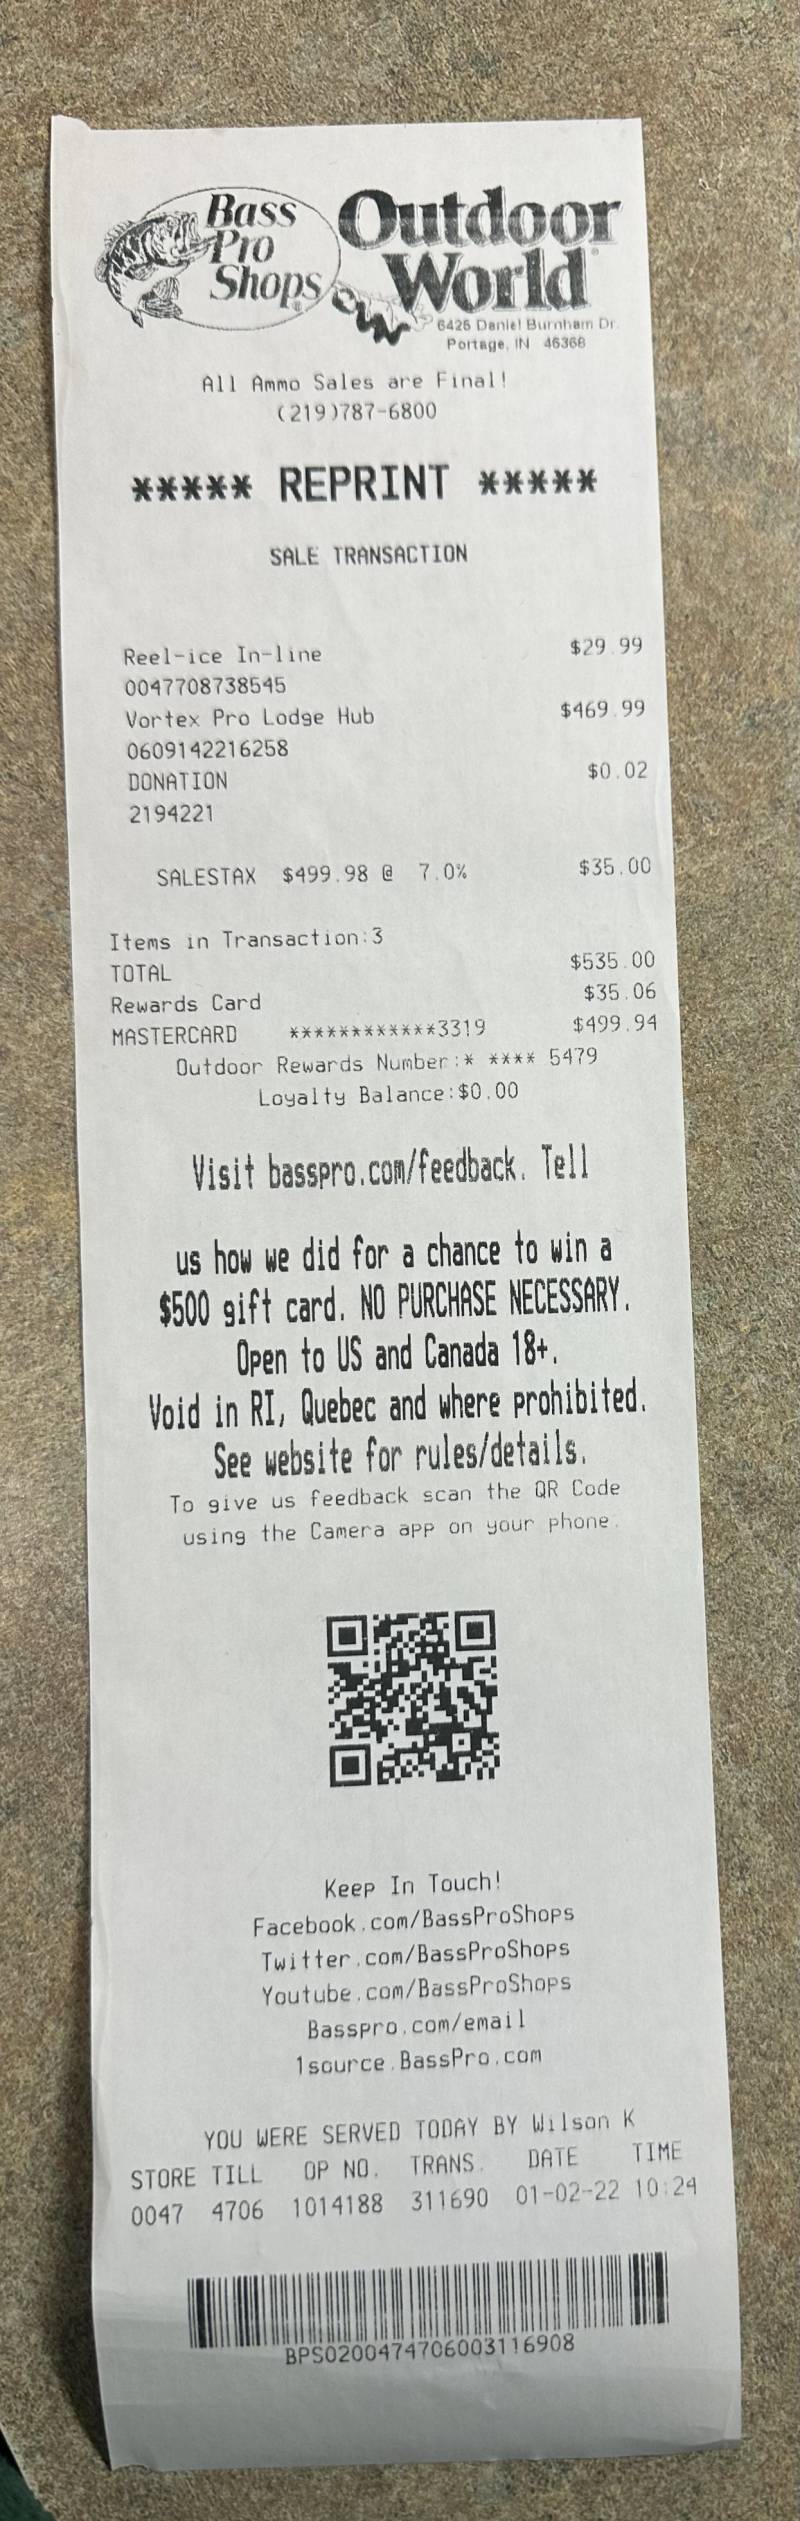 Bass Pro Shops
Outdoor World
6425 Daniel Burnham Dr.
Portage, IN 46368
All Ammo Sales are Final!
(219)787-6800
***** REPRINT *****
SALE TRANSACTION
Reel-ice In-line $29.99
0047708738545
Vortex Pro Lodge Hub $469.99
0609142216258
DONATION $0.02
2194221
SALESTAX $499.98 @ 7.0% $35.00
Items in Transaction:3
TOTAL $535.00
Rewards Card $35.06
MASTERCARD ************3319 $499.94
Outdoor Rewards Number:* **** 5479
Loyalty Balance:$0.00
Visit basspro.com/feedback. Tell
us how we did for a chance to win a
$500 gift card. NO PURCHASE NECESSARY.
Open to US and Canada 18+.
Void in RI, Quebec and where prohibited.
See website for rules/details.
To give us feedback scan the QR Code
using the Camera app on your phone.
Keep In Touch!
Facebook.com/BassProShops
Twitter.com/BassProShops
Youtube.com/BassProShops
Basspro.com/email
1source.BassPro.com
YOU WERE SERVED TODAY BY Wilson K
STORE TILL OP NO. TRANS. DATE TIME
0047 4706 1014188 311690 01-02-22 10:24
BPS0200474706003116908